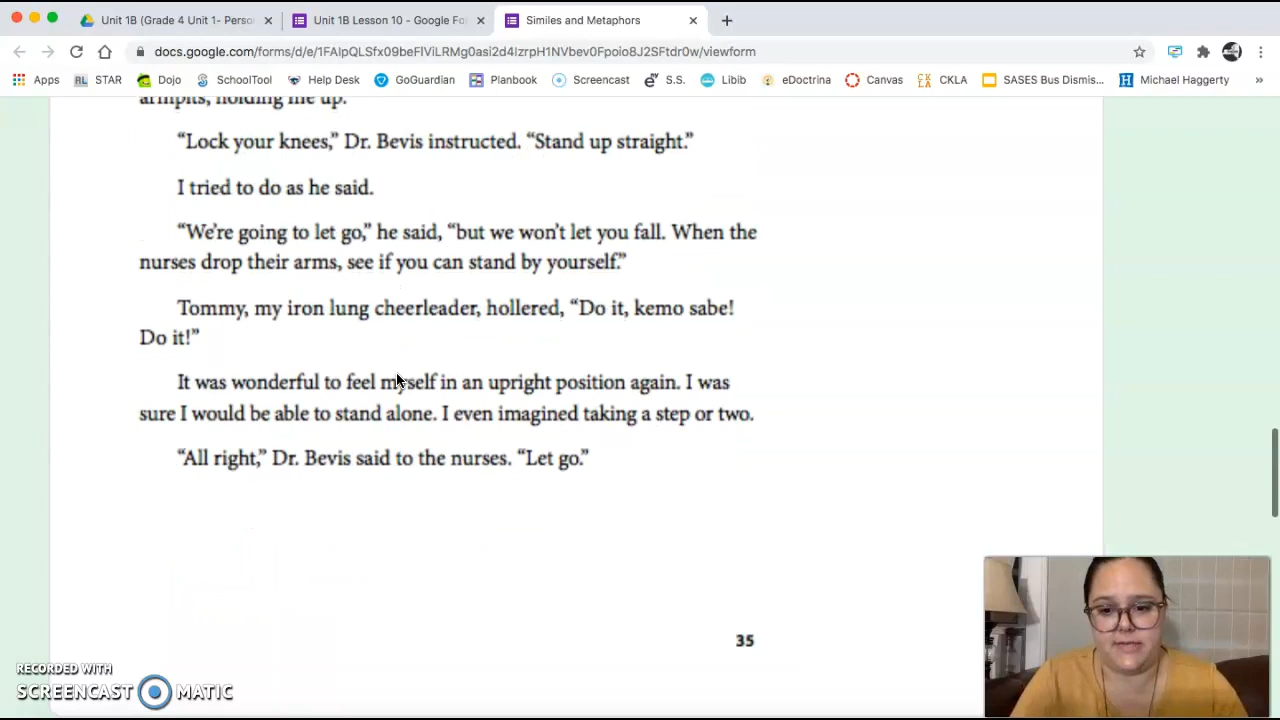 Unit 1B (Grade 4 Unit 1- Perso
Unit 1B Lesson 10 - Google Fo
Similes and Metaphors
docs.google.com/forms/d/e/1FAIpQLSfx09beFlViLRMg0asi2d4IzrpH1NVbev0Fpoio8J2SFtdr0w/viewform
Apps
STAR
Dojo
SchoolTool
Help Desk
GoGuardian
Planbook
Screencast
S.S.
Libib
eDoctrina
Canvas
CKLA
SASES Bus Dismis...
Michael Haggerty
»
armpits, holding me up.
“Lock your knees,” Dr. Bevis instructed. “Stand up straight.”
I tried to do as he said.
“We’re going to let go,” he said, “but we won’t let you fall. When the
nurses drop their arms, see if you can stand by yourself.”
Tommy, my iron lung cheerleader, hollered, “Do it, kemo sabe!
Do it!”
It was wonderful to feel myself in an upright position again. I was
sure I would be able to stand alone. I even imagined taking a step or two.
“All right,” Dr. Bevis said to the nurses. “Let go.”
35
RECORDED WITH
SCREENCAST MATIC